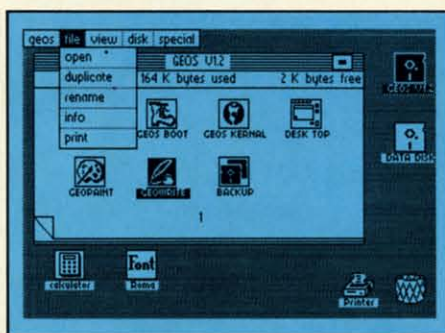 geos file view disk special
open
duplicate
rename
info
print
GEOS V1.2
164 K bytes used 2 K bytes free
GEOS BOOT GEOS KERNAL DESK TOP
GEOPAINT GEOWRITE BACKUP
1
GEOS V1.2
DATA DISK
calculator
Font
Rome
Printer